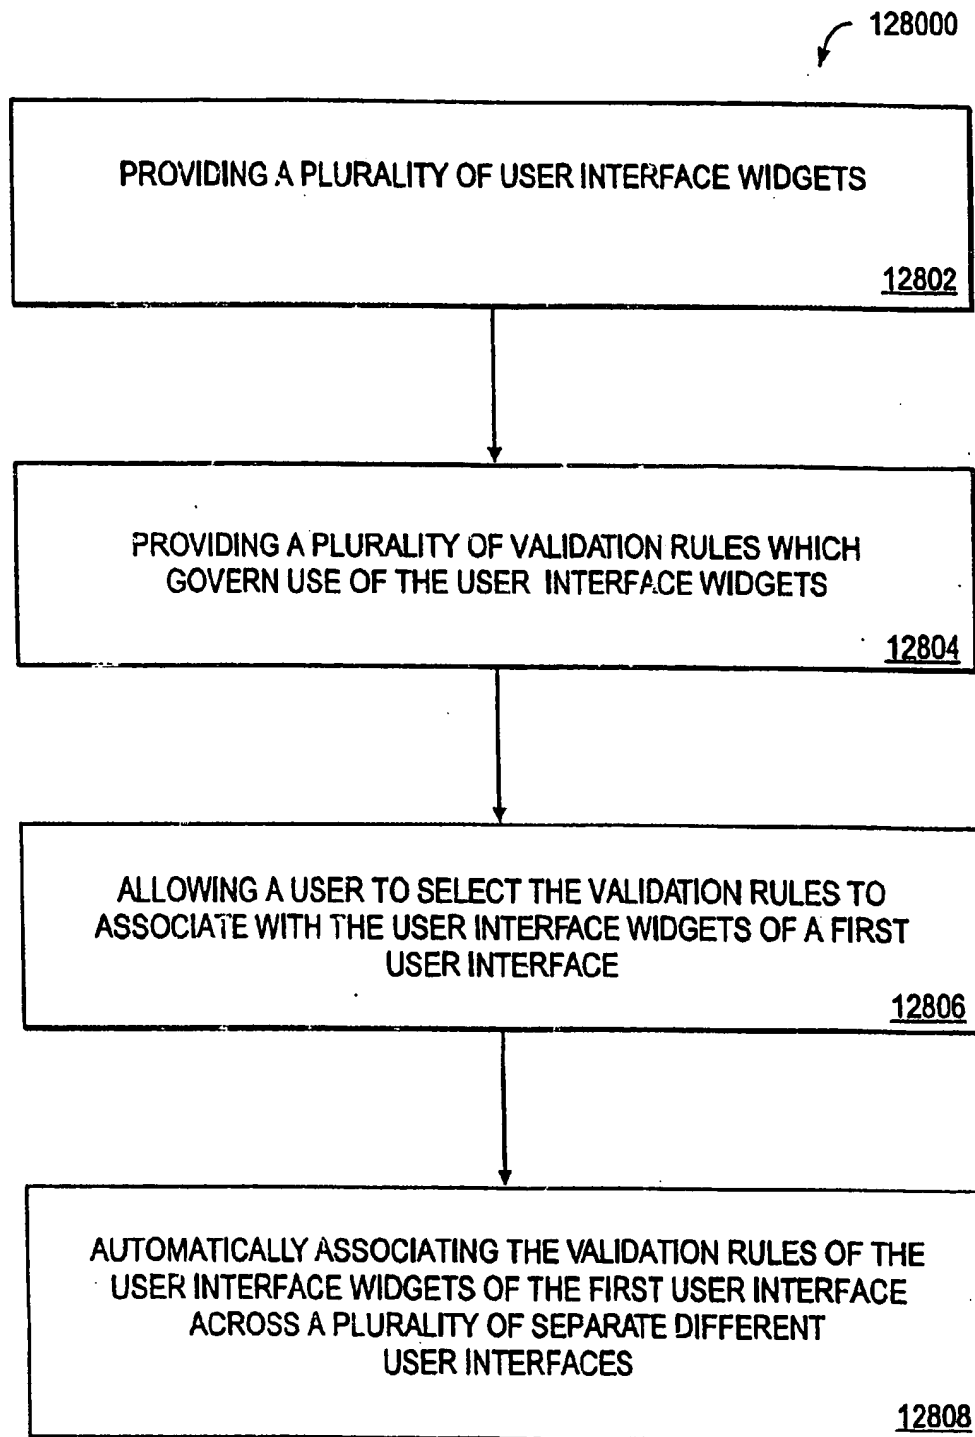 128000
PROVIDING A PLURALITY OF USER INTERFACE WIDGETS
12802
PROVIDING A PLURALITY OF VALIDATION RULES WHICH
GOVERN USE OF THE USER INTERFACE WIDGETS
12804
ALLOWING A USER TO SELECT THE VALIDATION RULES TO
ASSOCIATE WITH THE USER INTERFACE WIDGETS OF A FIRST
USER INTERFACE
12806
AUTOMATICALLY ASSOCIATING THE VALIDATION RULES OF THE
USER INTERFACE WIDGETS OF THE FIRST USER INTERFACE
ACROSS A PLURALITY OF SEPARATE DIFFERENT
USER INTERFACES
12808